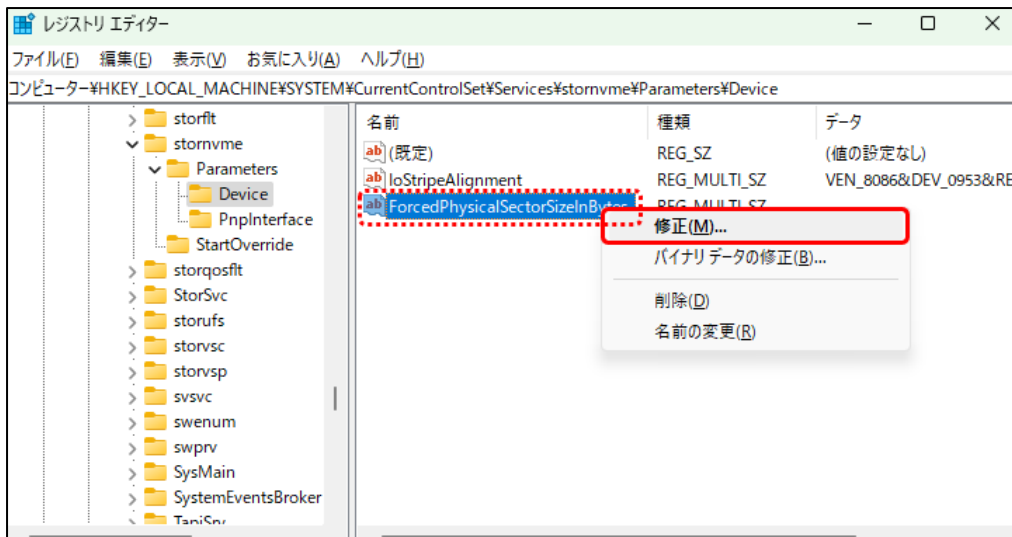 レジストリ エディター
ファイル(F) 編集(E) 表示(V) お気に入り(A) ヘルプ(H)
コンピューター¥HKEY_LOCAL_MACHINE¥SYSTEM¥CurrentControlSet¥Services¥stornvme¥Parameters¥Device
storflt
stornvme
Parameters
Device
PnpInterface
StartOverride
storqosflt
StorSvc
storufs
storvsc
storvsp
svsvc
swenum
swprv
SysMain
SystemEventsBroker
TapiSrv
名前 種類 データ
ab (既定) REG_SZ (値の設定なし)
ab IoStripeAlignment REG_MULTI_SZ VEN_8086&DEV_0953&RE
ab ForcedPhysicalSectorSizeInBytes REG_MULTI_SZ
修正(M)...
バイナリ データの修正(B)...
削除(D)
名前の変更(R)